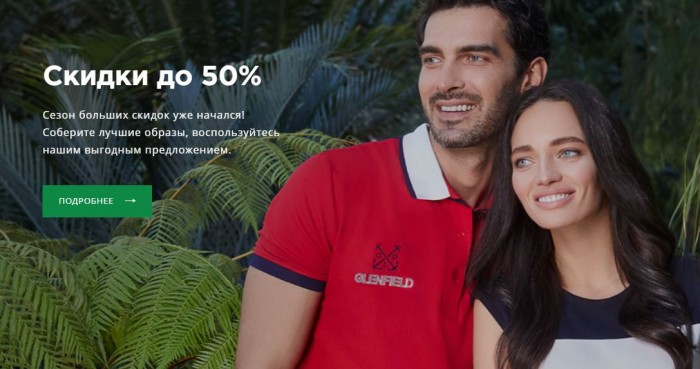 Скидки до 50%
Сезон больших скидок уже начался!
Соберите лучшие образы, воспользуйтесь
нашим выгодным предложением.
ПОДРОБНЕЕ →
GLENFIELD